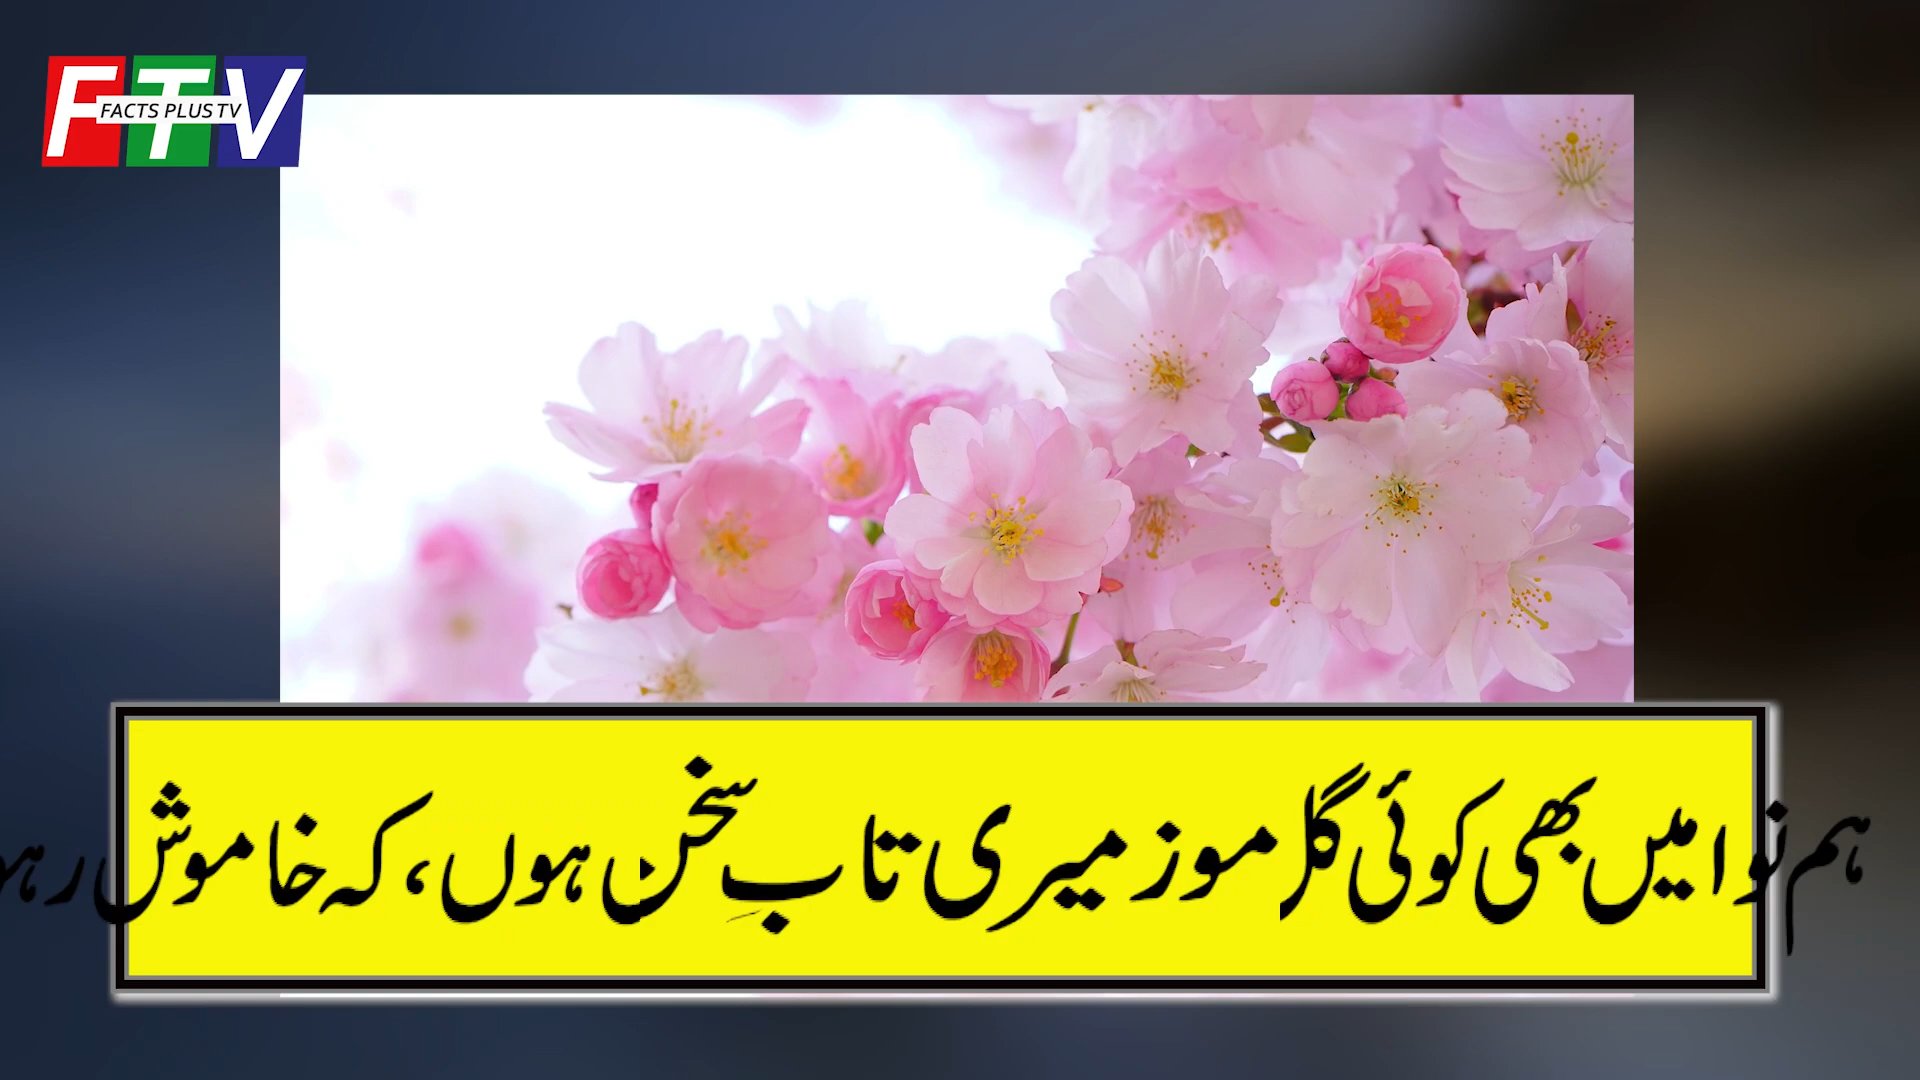 FTV
FACTS PLUS TV
ہم نوا میں بھی کوئی گل موز میری تابِ سخن ہوں، کہ خاموش رہو